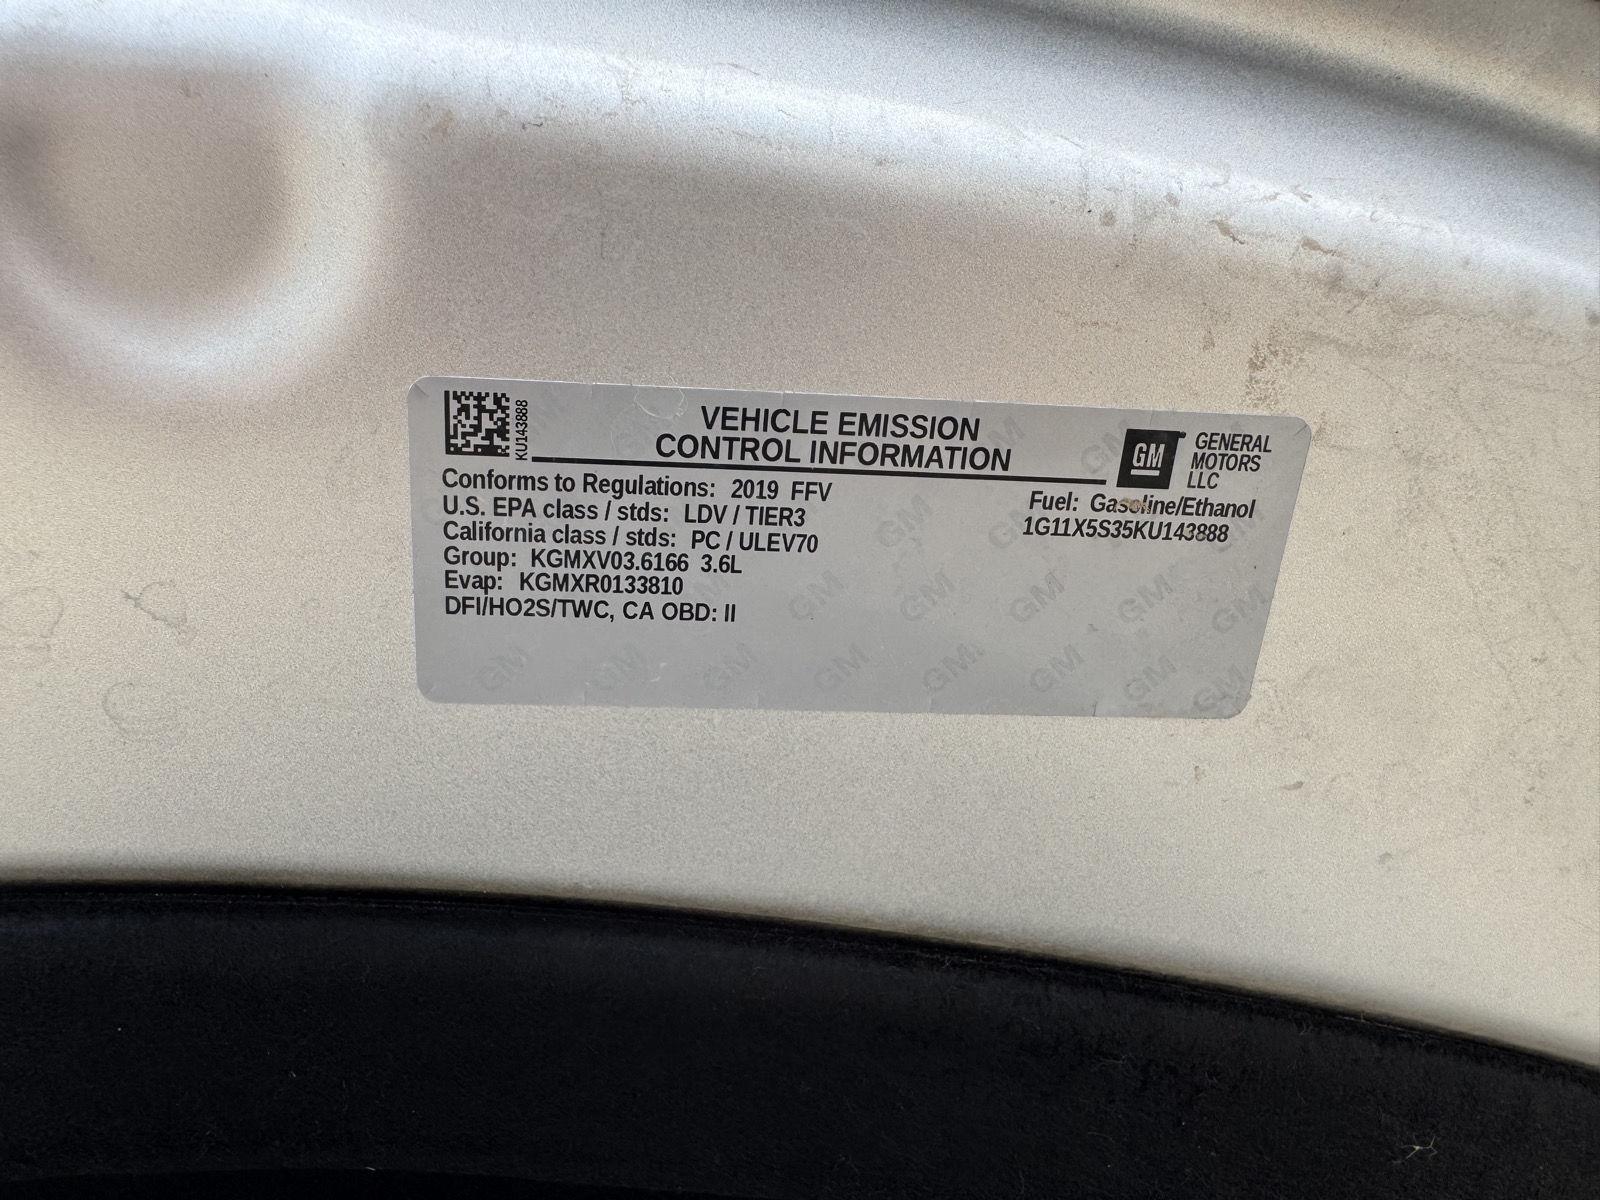 KU143888
VEHICLE EMISSION
CONTROL INFORMATION
GM
GENERAL
MOTORS
LLC
Conforms to Regulations: 2019 FFV
U.S. EPA class / stds: LDV / TIER3
California class / stds: PC / ULEV70
Group: KGMXV03.6166 3.6L
Evap: KGMXR0133810
DFI/HO2S/TWC, CA OBD: II
Fuel: Gasoline/Ethanol
1G11X5S35KU143888